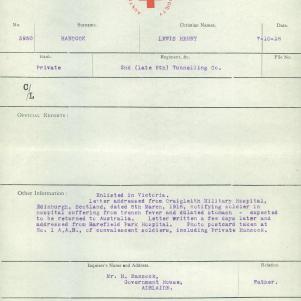 No. Surname. Christian Names. Date.
3280 HANCOCK LEWIS HENRY 7-10-18
Rank. Regiment, &c. File No.
Private 2nd (late 5th) Tunnelling Co.
C/
/L
OFFICIAL REPORTS:
Other Information: Enlisted in Victoria.
Letter addressed from Craigleith Military Hospital,
Edinburgh, Scotland, dated 8th March, 1918, notifying soldier in
hospital suffering from trench fever and dilated stomach - expected
to be returned to Australia. Letter written a few days later and
addressed from Harefield Park Hospital. Photo postcard taken at
No. 1 A.A.H., of convalescent soldiers, including Private Hancock.
Inquirer's Name and Address. Relation
Mr. H. Hancock,
Government House, Father.
ADELAIDE.